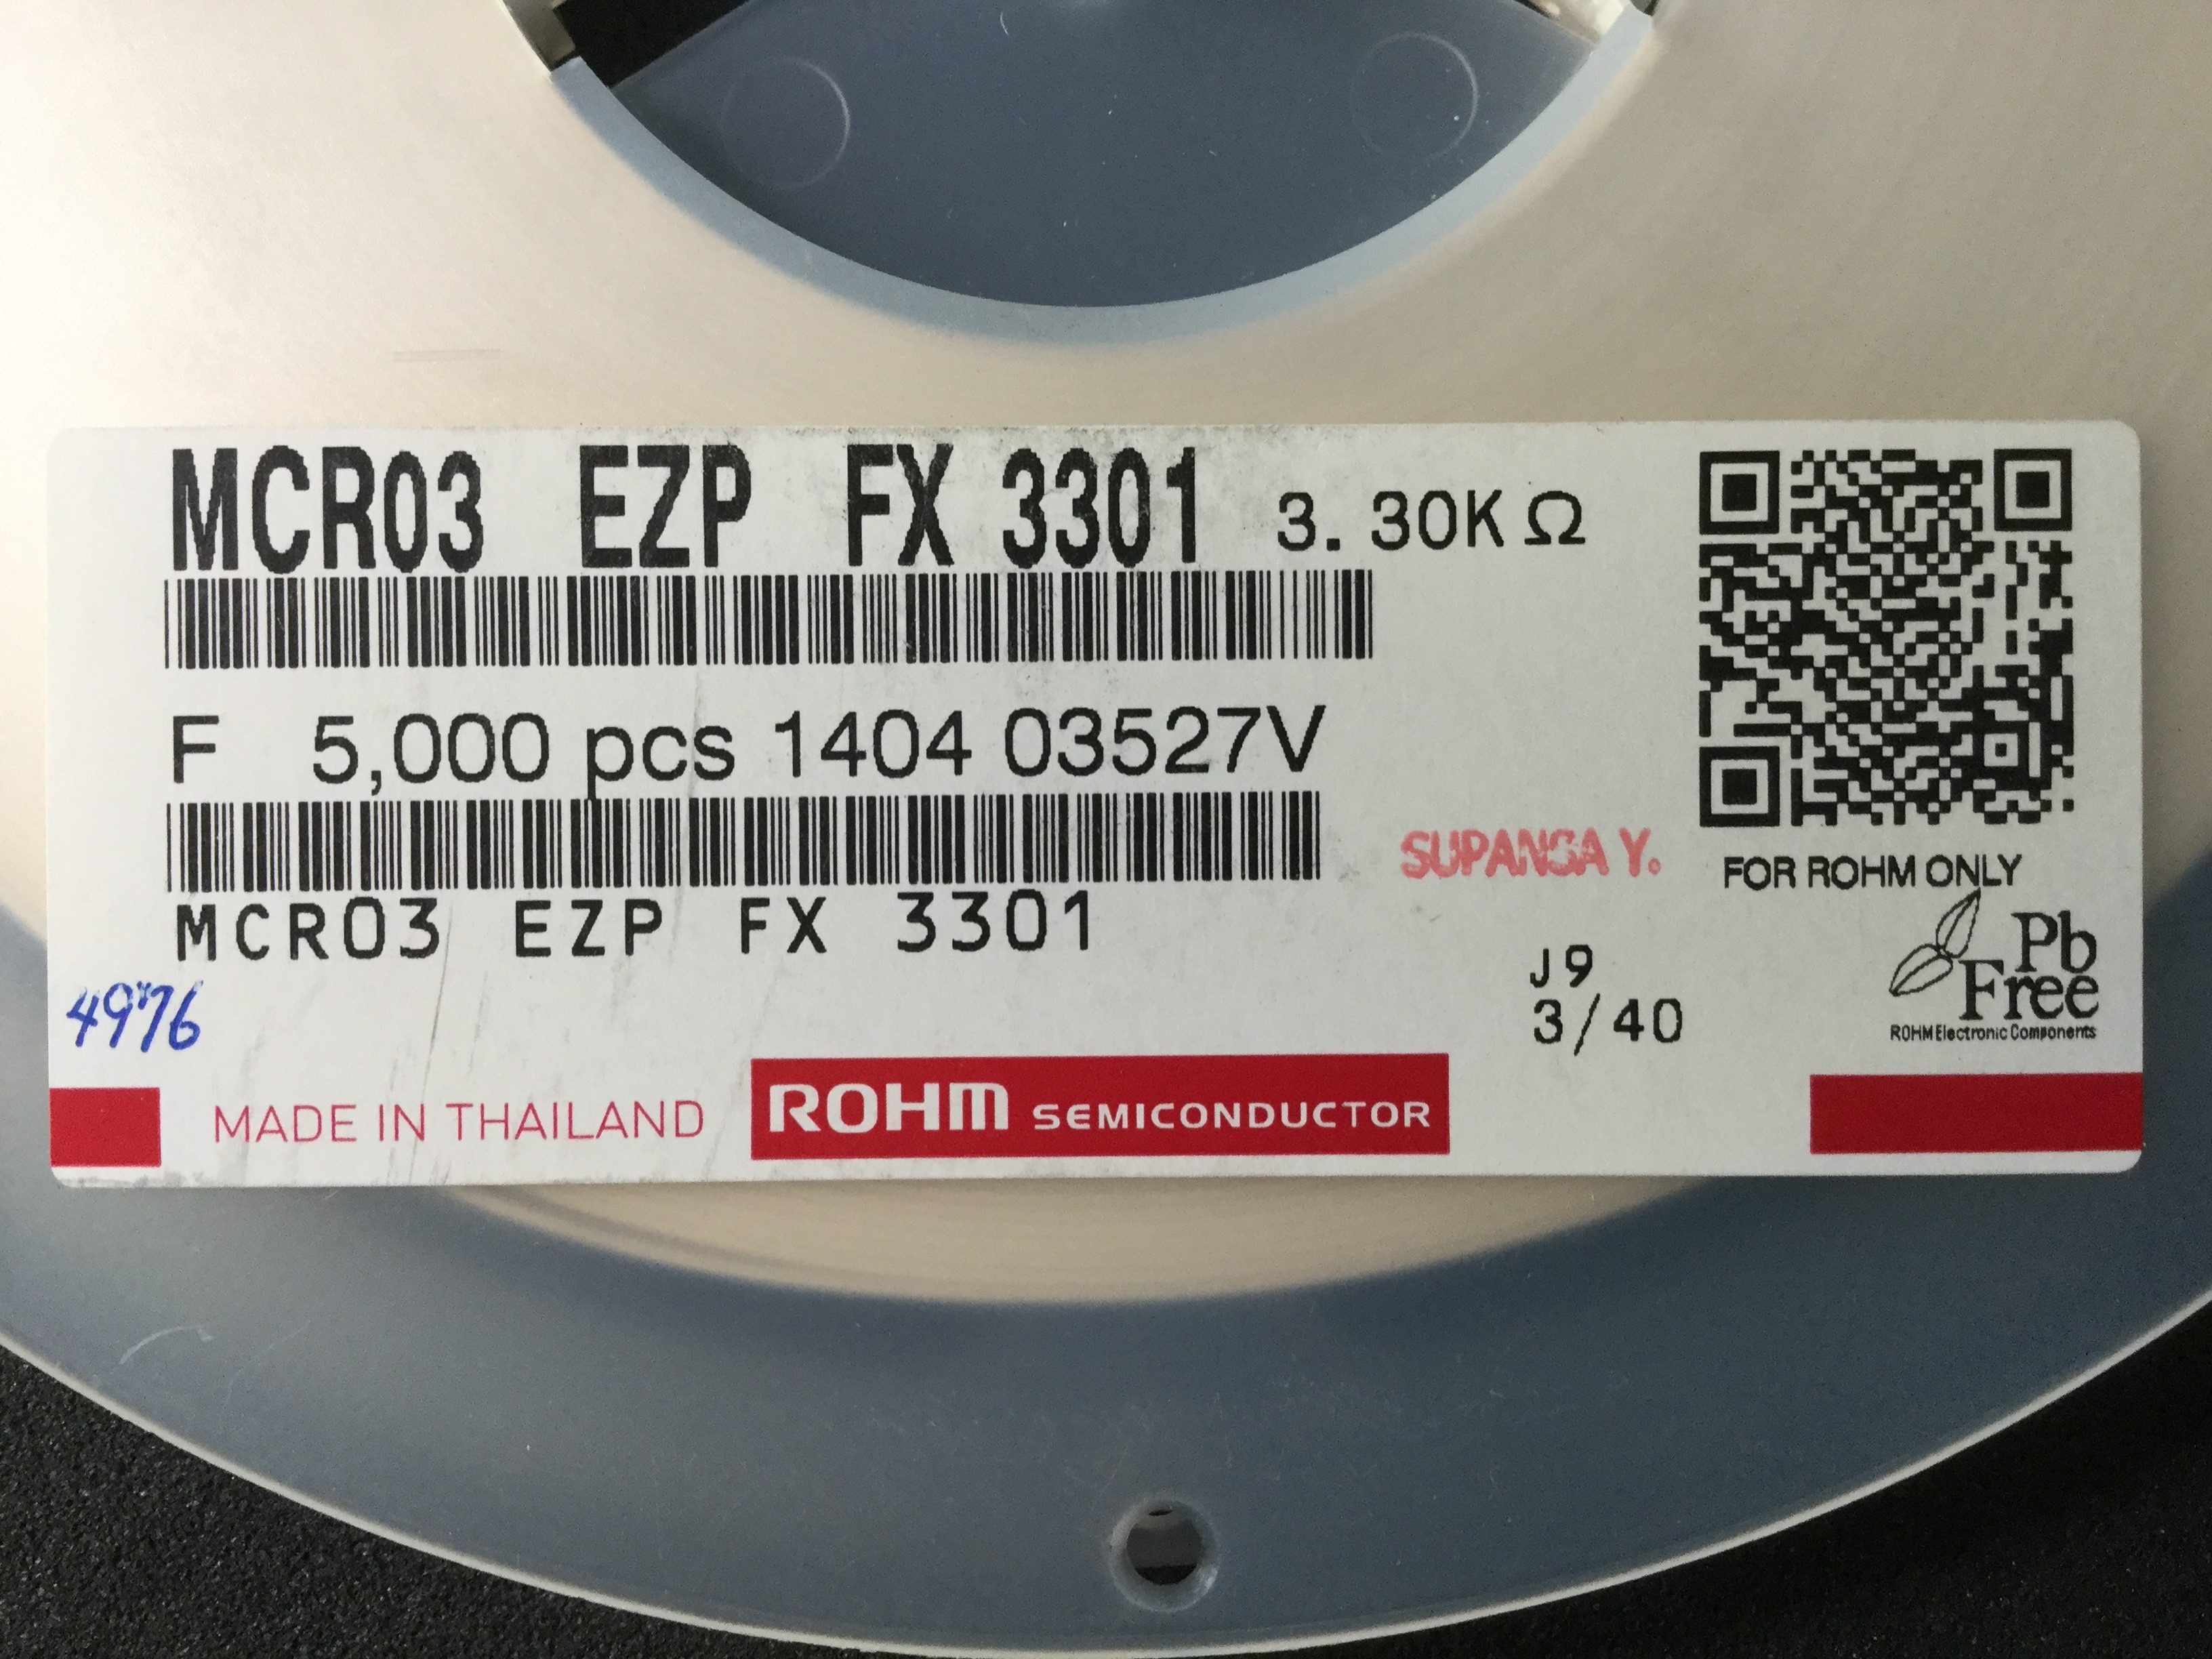 MCR03 EZP FX 3301 3.30KΩ
F 5,000 pcs 1404 03527V
SUPANSA Y.
FOR ROHM ONLY
MCR03 EZP FX 3301
4976
J9
3/40
Pb
Free
ROHM Electronic Components
MADE IN THAILAND
ROHM SEMICONDUCTOR